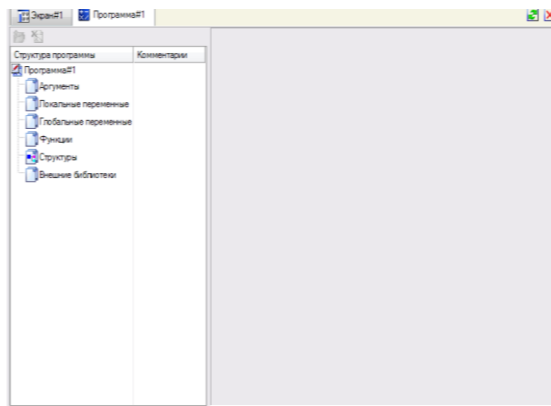 Экран#1 Программа#1
Структура программы Комментарии
Программа#1
Аргументы
Локальные переменные
Глобальные переменные
Функции
Структуры
Внешние библиотеки